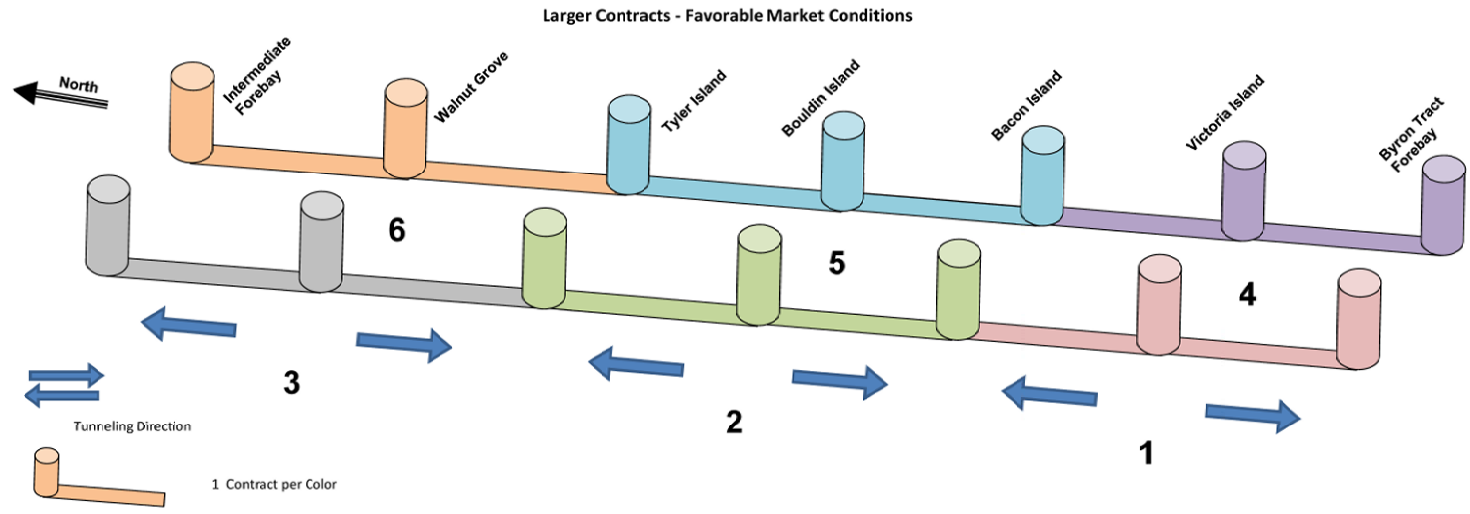 Larger Contracts - Favorable Market Conditions
North
Intermediate
Forebay
Walnut Grove
Tyler Island
Bouldin Island
Bacon Island
Victoria Island
Byron Tract
Forebay
6
5
4
3
2
1
Tunneling Direction
1 Contract per Color